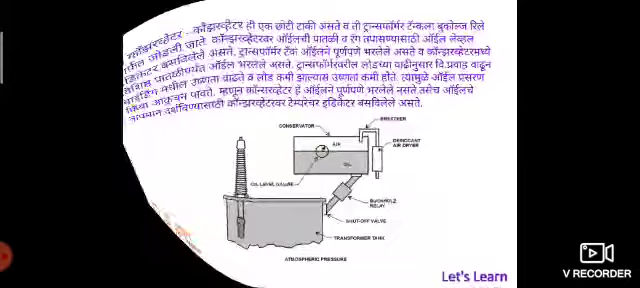 कॉंझरव्हेटर - कॉंझरव्हेटर ही एक छोटी टाकी असते व ती ट्रान्सफॉर्मर टॅन्कला बुकोल्ज रिले
जोडली जाते. कॉन्झरव्हेटरवर ऑईलची पातळी व रंग तपासण्यासाठी ऑईल लेव्हल
इंडिकेटर बसविलेले असते. ट्रान्सफॉर्मर टॅंक ऑईलने पूर्णपणे भरलेले असते व कॉन्झरव्हेटरमध्ये
पातळीपर्यंत ऑईल भरलेले असते. ट्रान्सफॉर्मरवरील लोडच्या वाढीनुसार वि.प्रवाह वाढून
वाईंडिंग मधील उष्णता वाढते व लोड कमी झाल्यास उष्णता कमी होते. त्यामुळे ऑईल प्रसरण
किंवा आकुंचन पावते. म्हणून कॉन्सरव्हेटर हे ऑईलने पूर्णपणे भरलेले नसते.तसेच ऑईलचे
तापमान दर्शविण्यासाठी कॉन्झरव्हेटरवर टेम्परेचर इंडिकेटर बसविलेले असते.
BREATHER
CONSERVATOR
AIR
DESICCANT
AIR DRYER
OIL
OIL LEVEL GAUGE
BUCHHOLZ
RELAY
SHUT-OFF VALVE
TRANSFORMER TANK
ATMOSPHERIC PRESSURE
Let's Learn
V RECORDER